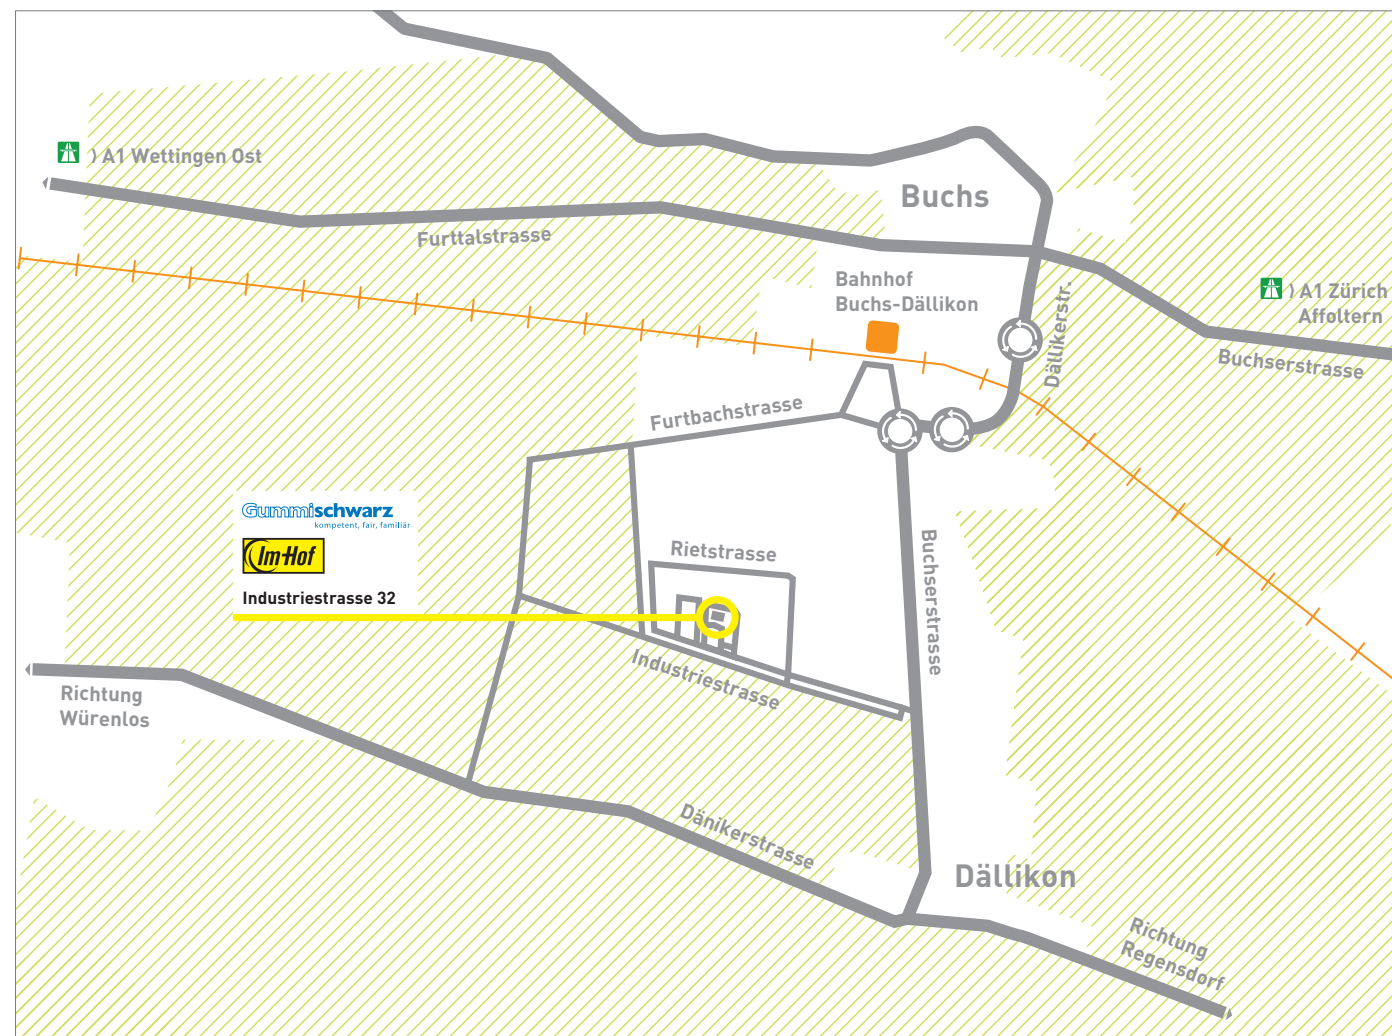 ⟩ A1 Wettingen Ost
Buchs
Furttalstrasse
Bahnhof
Buchs-Dällikon
⟩ A1 Zürich
Affoltern
Dällikerstr.
Buchserstrasse
Furtbachstrasse
Gummischwarz
kompetent, fair, familiär
Im-Hof
Industriestrasse 32
Rietstrasse
Buchserstrasse
Industriestrasse
Richtung
Würenlos
Dänikerstrasse
Dällikon
Richtung
Regensdorf